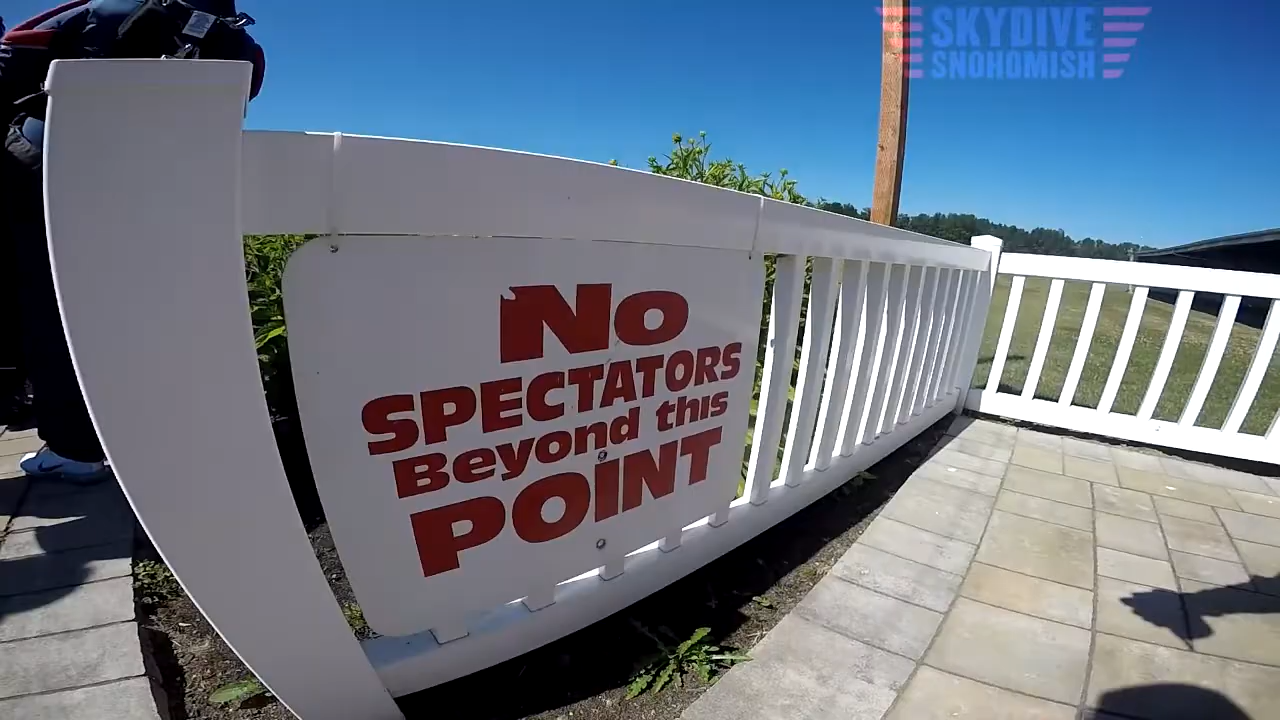 SKYDIVE
SNOHOMISH
No
SPECTATORS
Beyond this
POINT